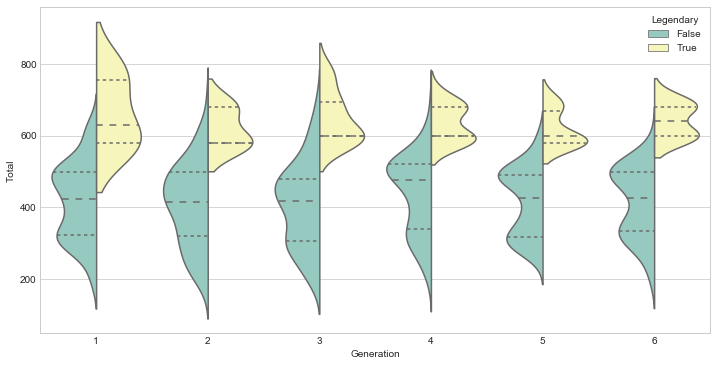 Legendary
False
True
800
600
400
200
Total
1 2 3 4 5 6
Generation